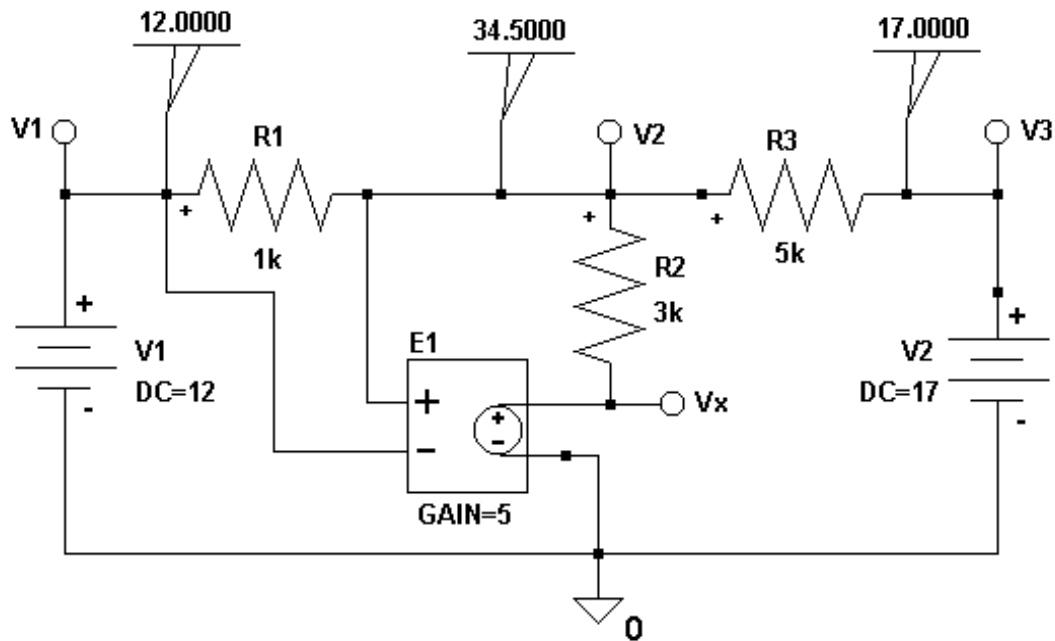 12.0000
34.5000
17.0000
V1
R1
V2
R3
V3
+
+
+
1k
5k
R2
3k
+
V1
DC=12
-
E1
+
-
+
-
GAIN=5
Vx
+
V2
DC=17
-
0